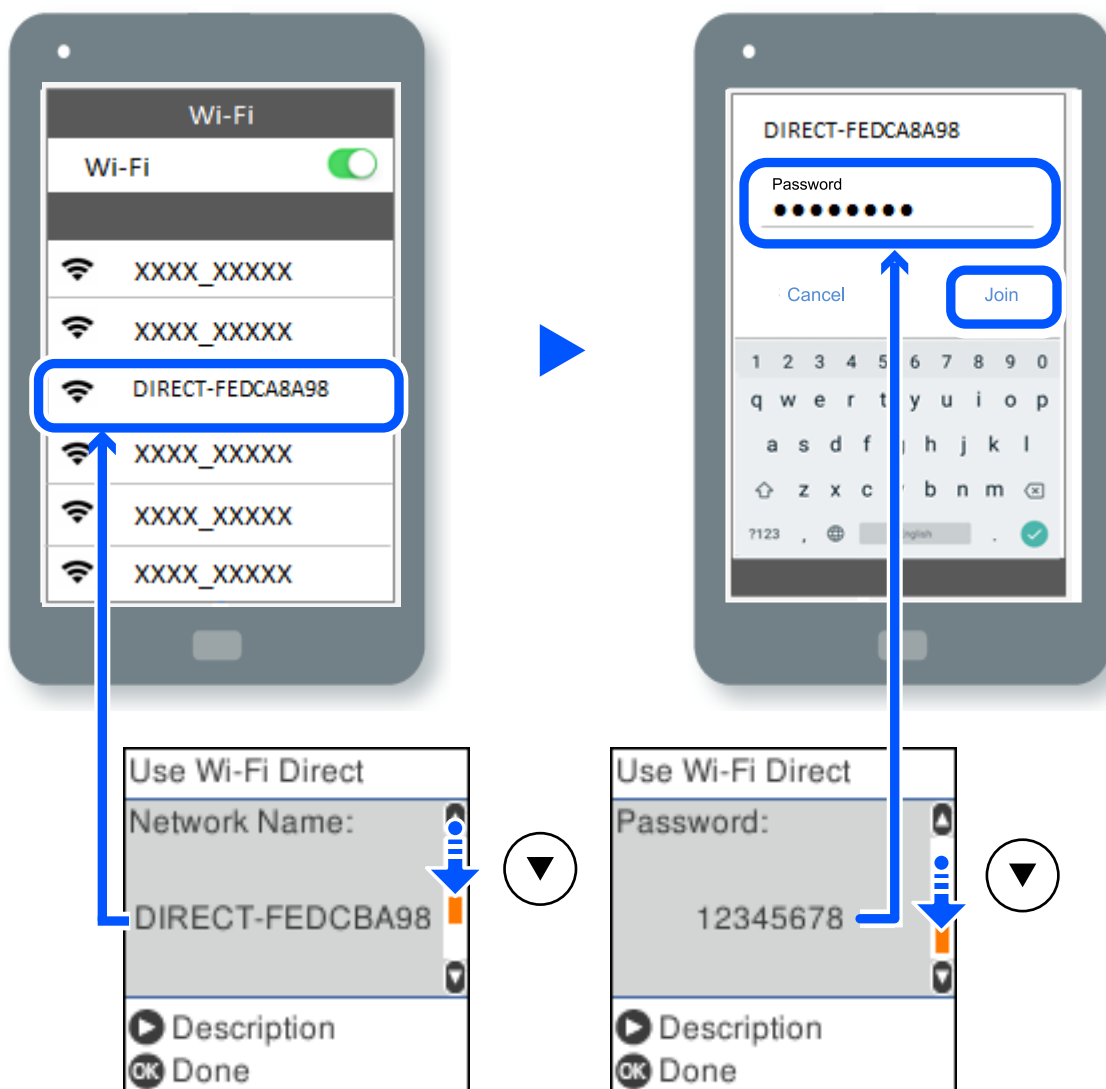 Wi-Fi
Wi-Fi
XXXX_XXXXX
XXXX_XXXXX
DIRECT-FEDCA8A98
XXXX_XXXXX
XXXX_XXXXX
XXXX_XXXXX
DIRECT-FEDCA8A98
Password
●●●●●●●●
Cancel
Join
1 2 3 4 5 6 7 8 9 0
q w e r t y u i o p
a s d f j h j k l
z x c b n m
?123 , .
Use Wi-Fi Direct
Network Name:
DIRECT-FEDCBA98
Description
OK Done
Use Wi-Fi Direct
Password:
12345678
Description
OK Done